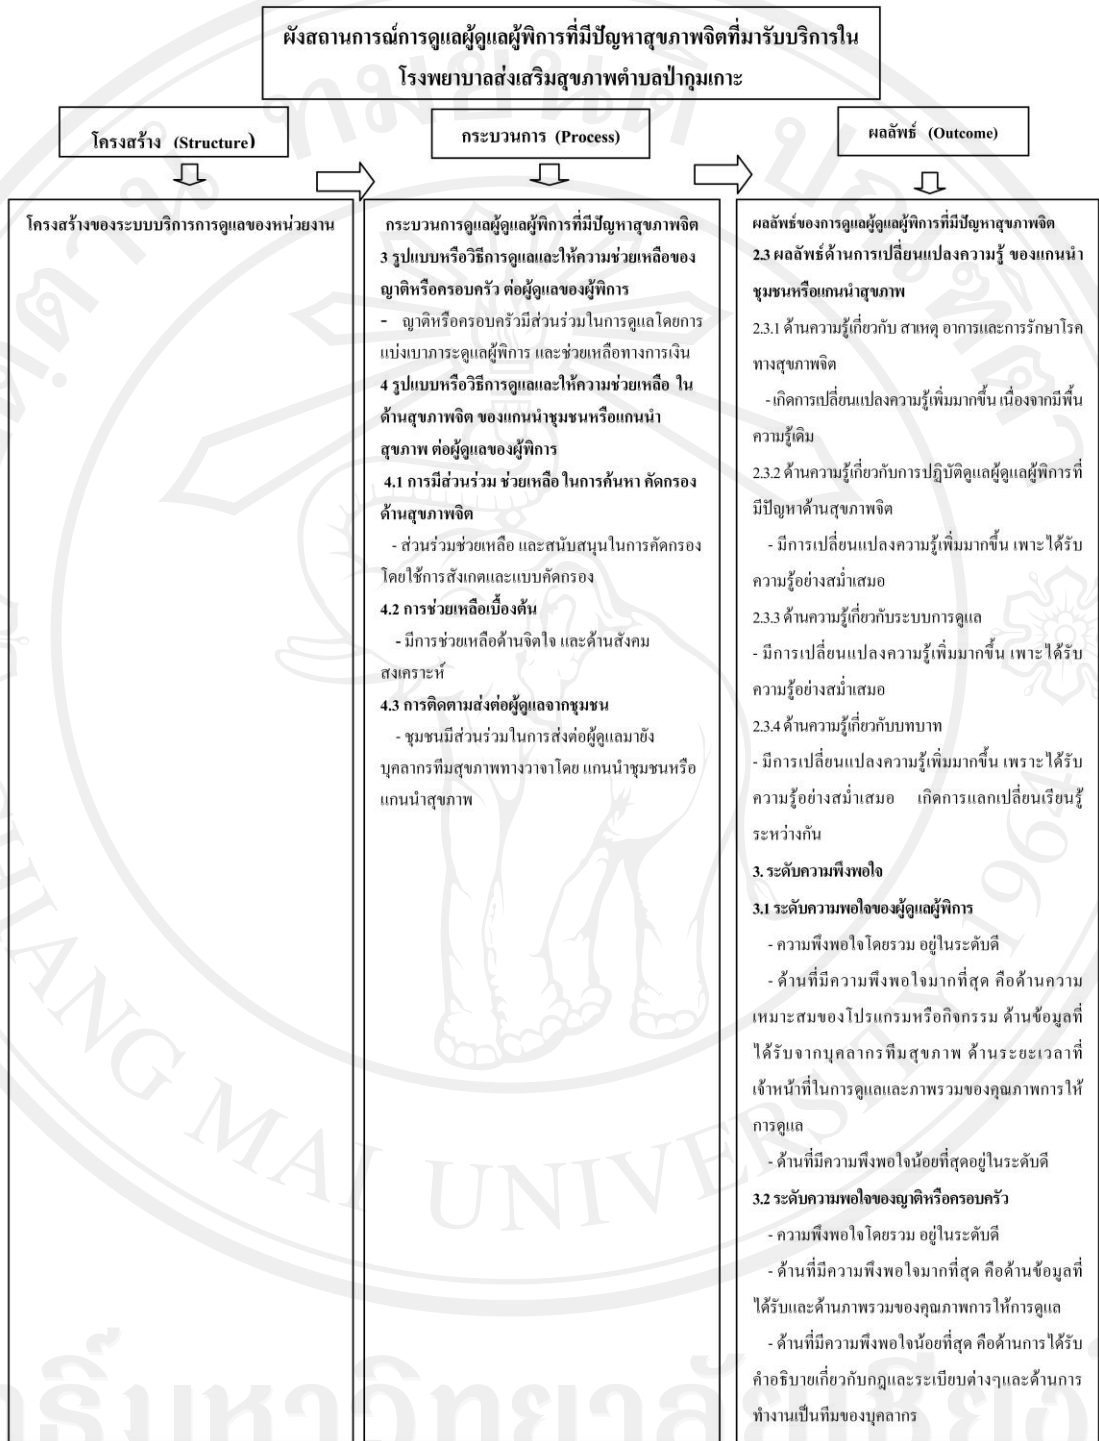 ผังสถานการณ์การดูแลผู้ดูแลผู้พิการที่มีปัญหาสุขภาพจิตที่มารับบริการใน
โรงพยาบาลส่งเสริมสุขภาพตำบลป่ากุมเกาะ
โครงสร้าง (Structure)
กระบวนการ (Process)
ผลลัพธ์ (Outcome)
โครงสร้างของระบบบริการการดูแลของหน่วยงาน
กระบวนการดูแลผู้ดูแลผู้พิการที่มีปัญหาสุขภาพจิต
3 รูปแบบหรือวิธีการดูแลและให้ความช่วยเหลือของ
ญาติหรือครอบครัว ต่อผู้ดูแลของผู้พิการ
- ญาติหรือครอบครัวมีส่วนร่วมในการดูแลโดยการ
แบ่งเบาภาระดูแลผู้พิการ และช่วยเหลือทางการเงิน
4 รูปแบบหรือวิธีการดูแลและให้ความช่วยเหลือ ใน
ด้านสุขภาพจิต ของแกนนำชุมชนหรือแกนนำ
สุขภาพ ต่อผู้ดูแลของผู้พิการ
4.1 การมีส่วนร่วม ช่วยเหลือ ในการค้นหา คัดกรอง
ด้านสุขภาพจิต
- ส่วนร่วมช่วยเหลือ และสนับสนุนในการคัดกรอง
โดยใช้การสังเกตและแบบคัดกรอง
4.2 การช่วยเหลือเบื้องต้น
- มีการช่วยเหลือด้านจิตใจ และด้านสังคม
สงเคราะห์
4.3 การติดตามส่งต่อผู้ดูแลจากชุมชน
- ชุมชนมีส่วนร่วมในการส่งต่อผู้ดูแลมายัง
บุคลากรทีมสุขภาพทางวาจาโดย แกนนำชุมชนหรือ
แกนนำสุขภาพ
ผลลัพธ์ของการดูแลผู้ดูแลผู้พิการที่มีปัญหาสุขภาพจิต
2.3 ผลลัพธ์ด้านการเปลี่ยนแปลงความรู้ ของแกนนำ
ชุมชนหรือแกนนำสุขภาพ
2.3.1 ด้านความรู้เกี่ยวกับ สาเหตุ อาการและการรักษาโรค
ทางสุขภาพจิต
- เกิดการเปลี่ยนแปลงความรู้เพิ่มมากขึ้น เนื่องจากมีพื้น
ความรู้เดิม
2.3.2 ด้านความรู้เกี่ยวกับการปฏิบัติดูแลผู้ดูแลผู้พิการที่
มีปัญหาด้านสุขภาพจิต
- มีการเปลี่ยนแปลงความรู้เพิ่มมากขึ้น เพาะได้รับ
ความรู้อย่างสม่ำเสมอ
2.3.3 ด้านความรู้เกี่ยวกับระบบการดูแล
- มีการเปลี่ยนแปลงความรู้เพิ่มมากขึ้น เพาะได้รับ
ความรู้อย่างสม่ำเสมอ
2.3.4 ด้านความรู้เกี่ยวกับบทบาท
- มีการเปลี่ยนแปลงความรู้เพิ่มมากขึ้น เพราะได้รับ
ความรู้อย่างสม่ำเสมอ เกิดการแลกเปลี่ยนเรียนรู้
ระหว่างกัน
3. ระดับความพึงพอใจ
3.1 ระดับความพอใจของผู้ดูแลผู้พิการ
- ความพึงพอใจโดยรวม อยู่ในระดับดี
- ด้านที่มีความพึงพอใจมากที่สุด คือด้านความ
เหมาะสมของโปรแกรมหรือกิจกรรม ด้านข้อมูลที่
ได้รับจากบุคลากรทีมสุขภาพ ด้านระยะเวลาที่
เจ้าหน้าที่ในการดูแลและภาพรวมของคุณภาพการให้
การดูแล
- ด้านที่มีความพึงพอใจน้อยที่สุดอยู่ในระดับดี
3.2 ระดับความพอใจของญาติหรือครอบครัว
- ความพึงพอใจโดยรวม อยู่ในระดับดี
- ด้านที่มีความพึงพอใจมากที่สุด คือด้านข้อมูลที่
ได้รับและด้านภาพรวมของคุณภาพการให้การดูแล
- ด้านที่มีความพึงพอใจน้อยที่สุด คือด้านการได้รับ
คำอธิบายเกี่ยวกับกฎและระเบียบต่างๆและด้านการ
ทำงานเป็นทีมของบุคลากร